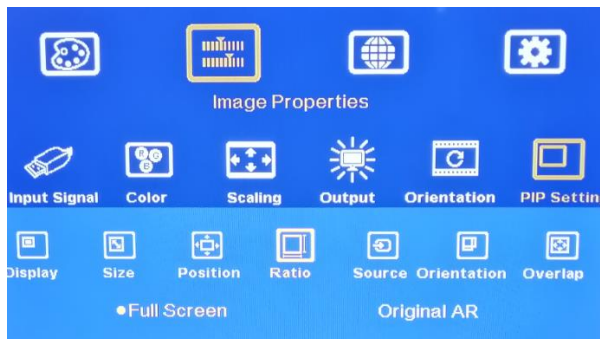 Image Properties
Input Signal Color Scaling Output Orientation PIP Settin
Display Size Position Ratio Source Orientation Overlap
Full Screen Original AR